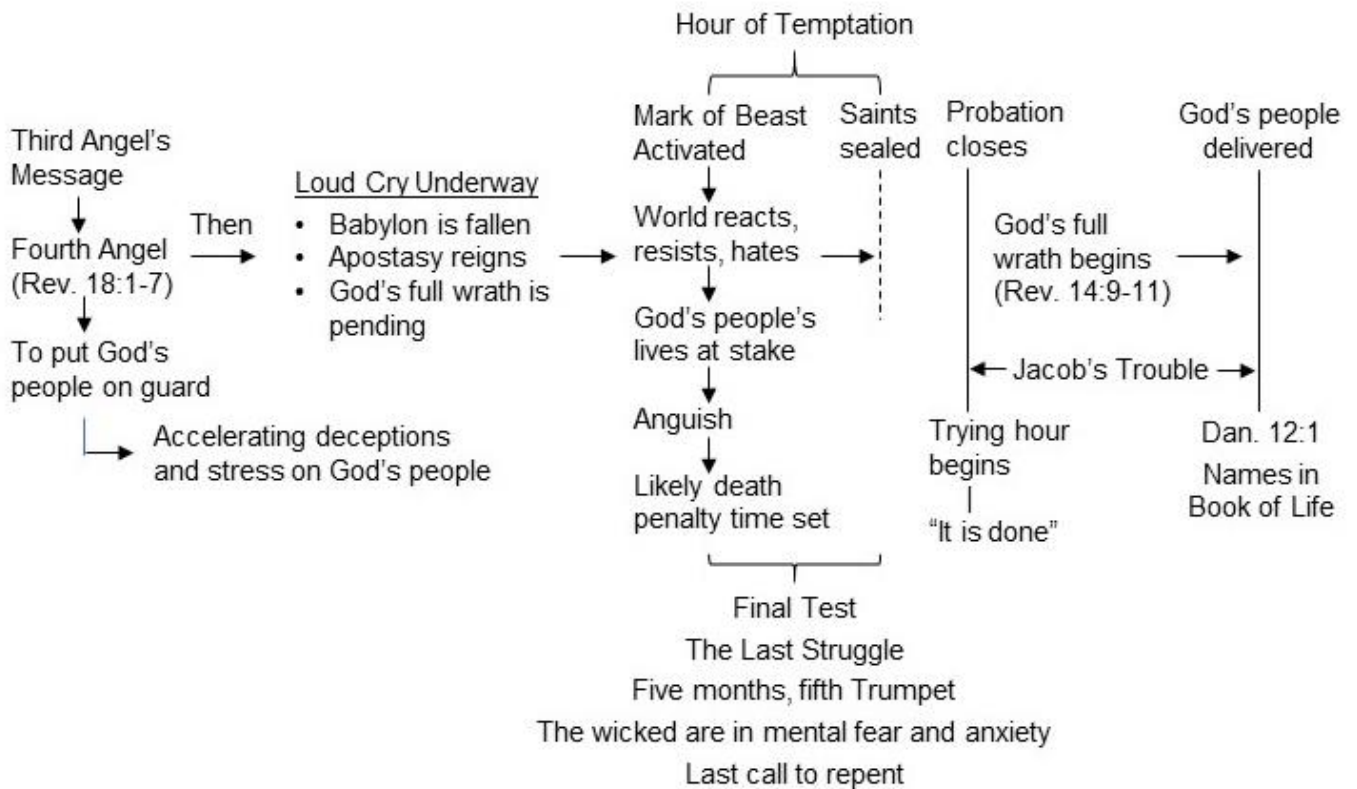 Hour of Temptation
Third Angel's
Message
Fourth Angel
(Rev. 18:1-7)
To put God's
people on guard
Accelerating deceptions
and stress on God's people
Then
Loud Cry Underway
• Babylon is fallen
• Apostasy reigns
• God's full wrath is
pending
Mark of Beast
Activated
World reacts,
resists, hates
God's people's
lives at stake
Anguish
Likely death
penalty time set
Saints
sealed
Probation
closes
God's full
wrath begins
(Rev. 14:9-11)
Jacob's Trouble
Trying hour
begins
“It is done”
God's people
delivered
Dan. 12:1
Names in
Book of Life
Final Test
The Last Struggle
Five months, fifth Trumpet
The wicked are in mental fear and anxiety
Last call to repent